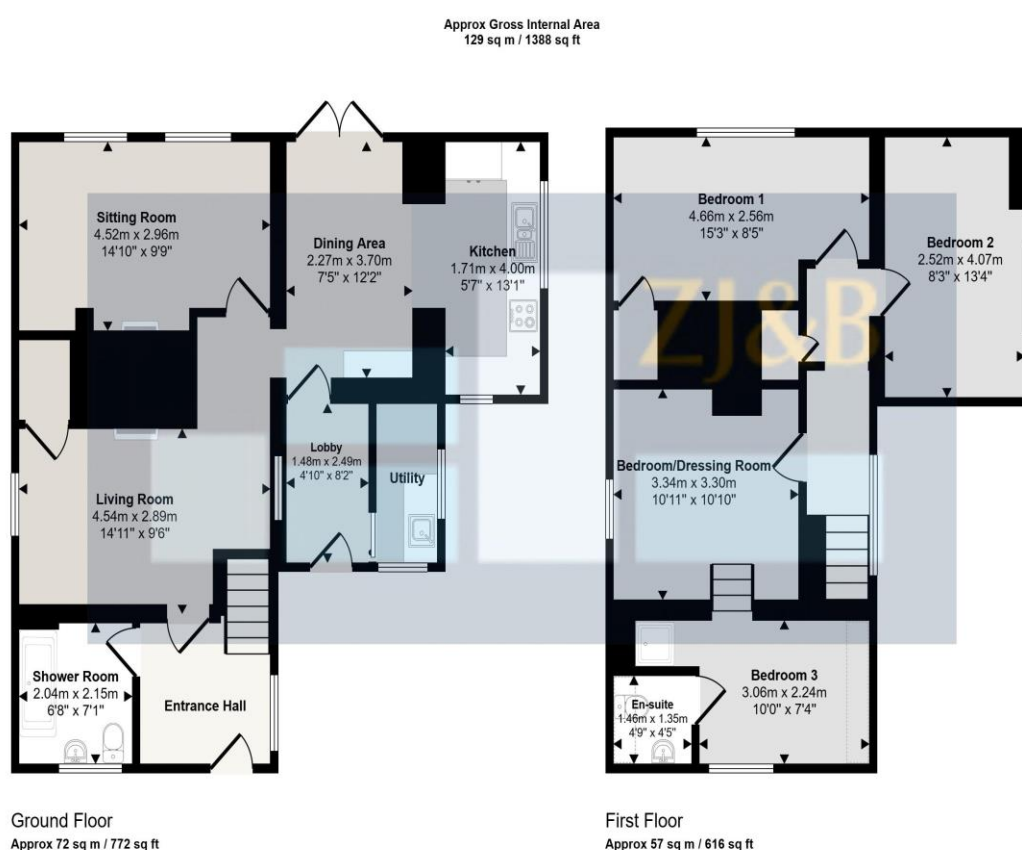 Approx Gross Internal Area
129 sq m / 1388 sq ft
Sitting Room
4.52m x 2.96m
14'10" x 9'9"
Dining Area
2.27m x 3.70m
7'5" x 12'2"
Kitchen
1.71m x 4.00m
5'7" x 13'1"
Lobby
1.48m x 2.49m
4'10" x 8'2"
Utility
Living Room
4.54m x 2.89m
14'11" x 9'6"
Shower Room
2.04m x 2.15m
6'8" x 7'1"
Entrance Hall
Ground Floor
Approx 72 sq m / 772 sq ft
Bedroom 1
4.66m x 2.56m
15'3" x 8'5"
Bedroom 2
2.52m x 4.07m
8'3" x 13'4"
ZJ&B
Bedroom/Dressing Room
3.34m x 3.30m
10'11" x 10'10"
Bedroom 3
3.06m x 2.24m
10'0" x 7'4"
En-suite
1.46m x 1.35m
4'9" x 4'5"
First Floor
Approx 57 sq m / 616 sq ft